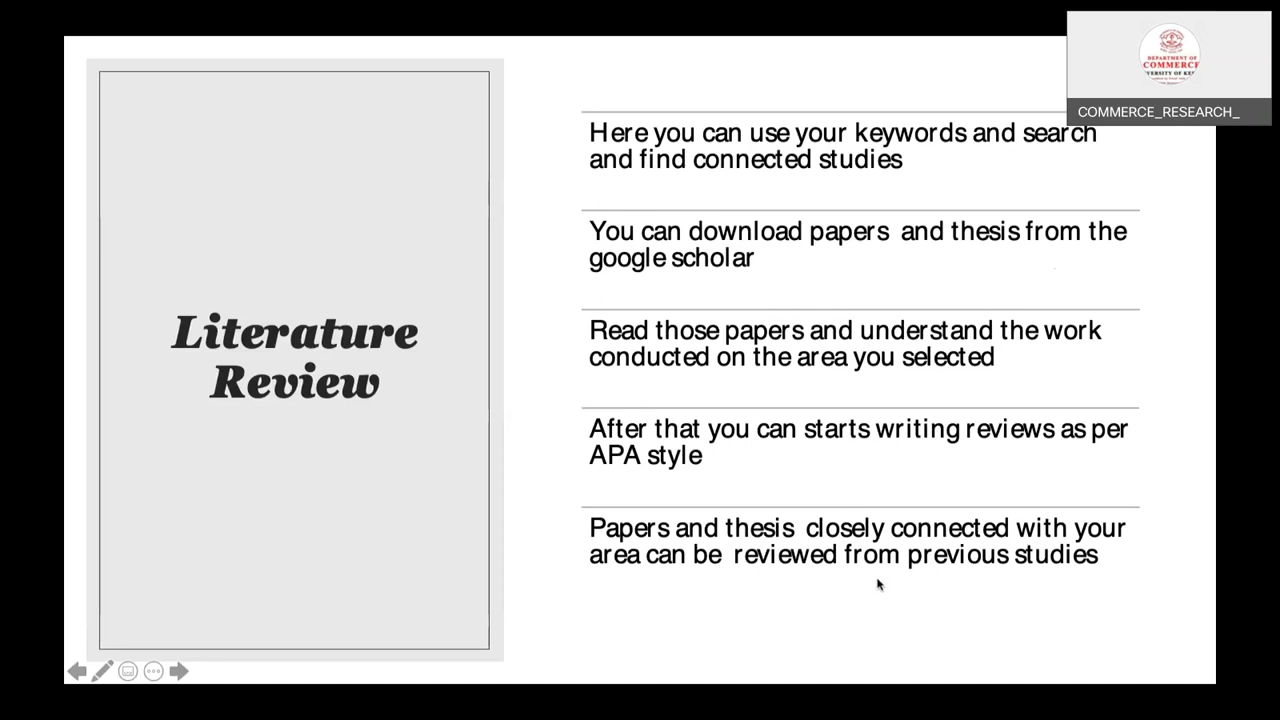 DEPARTMENT OF
COMMERCE
COMMERCE_RESEARCH_
Literature
Review
Here you can use your keywords and search
and find connected studies
You can download papers and thesis from the
google scholar
Read those papers and understand the work
conducted on the area you selected
After that you can starts writing reviews as per
APA style
Papers and thesis closely connected with your
area can be reviewed from previous studies